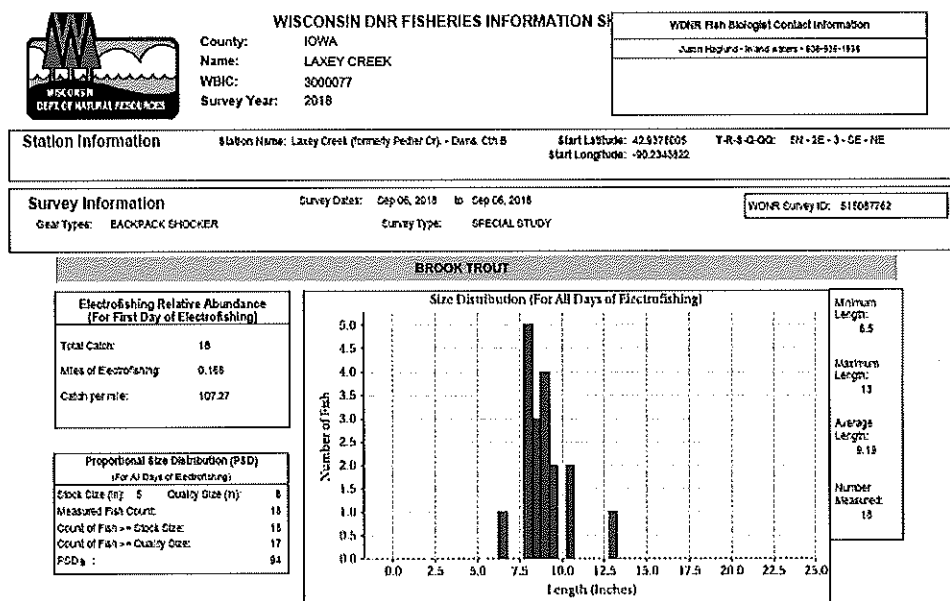 WISCONSIN DNR FISHERIES INFORMATION SH
WISCONSIN
DEPT. OF NATURAL RESOURCES
County: IOWA
Name: LAXEY CREEK
WBIC: 3000077
Survey Year: 2018
WDNR Fish Biologist Contact Information
Justin Haglund - Inland waters -
Station Information
Station Name: Laxey Creek (formerly Pedler Cr). - Dwns. Cth B
Start Latitude:
Start Longitude:
T-R-S-Q-QQ: 5N - 2E - 3 - SE - NE
Survey Information
Survey Dates: Sep 06, 2018 to Sep 06, 2018
WDNR Survey ID: 515087762
Gear Types: BACKPACK SHOCKER
Survey Type: SPECIAL STUDY
BROOK TROUT
Electrofishing Relative Abundance
(For First Day of Electrofishing)
Total Catch: 18
Miles of Electrofishing:
Catch per mile: 107.27
Proportional Size Distribution (PSD)
(For All Days of Electrofishing)
Stock Size (in): 5 Quality Size (in): 8
Measured Fish Count: 18
Count of Fish >= Stock Size: 18
Count of Fish >= Quality Size: 17
PSD : 94
Size Distribution (For All Days of Electrofishing)
Number of Fish
5.0
4.5
4.0
3.5
3.0
2.5
2.0
1.5
1.0
0.5
0.0
0.0 2.5 5.0 7.5 10.0 12.5 15.0 17.5 20.0 22.5 25.0
Length (Inches)
Minimum
Length:
6.5
Maximum
Length:
13
Average
Length:
9.19
Number
Measured:
18